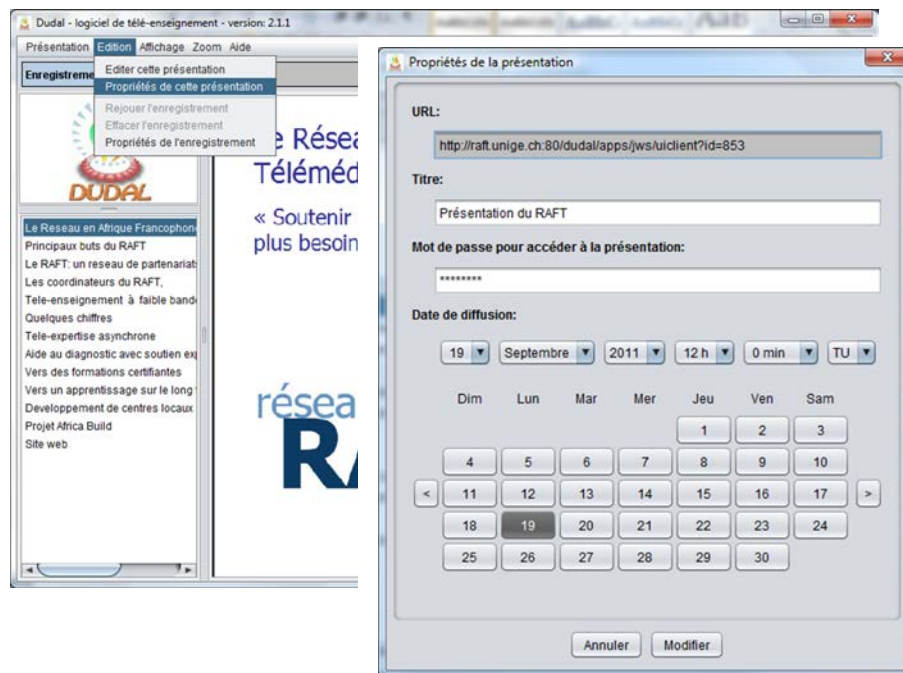 Dudal - logiciel de télé-enseignement - version: 2.1.1
Présentation Edition Affichage Zoom Aide
Editer cette présentation
Propriétés de cette présentation
Rejouer l'enregistrement
Effacer l'enregistrement
Propriétés de l'enregistrement
DUDAL
Le Reseau en Afrique Francophon
Principaux buts du RAFT
Le RAFT: un reseau de partenariat
Les coordinateurs du RAFT,
Tele-enseignement à faible band
Quelques chiffres
Tele-expertise asynchrone
Aide au diagnostic avec soutien ex
Vers des formations certifiantes
Vers un apprentissage sur le long
Developpement de centres locaux
Projet Africa Build
Site web
« Soutenir
plus besoin
résea
Propriétés de la présentation
URL:
http://raft.unige.ch:80/dudal/apps/jws/uiclient?id=853
Titre:
Présentation du RAFT
Mot de passe pour accéder à la présentation:
********
Date de diffusion:
19 Septembre 2011 12 h 0 min TU
Dim Lun Mar Mer Jeu Ven Sam
1 2 3
4 5 6 7 8 9 10
< 11 12 13 14 15 16 17 >
18 19 20 21 22 23 24
25 26 27 28 29 30
Annuler Modifier